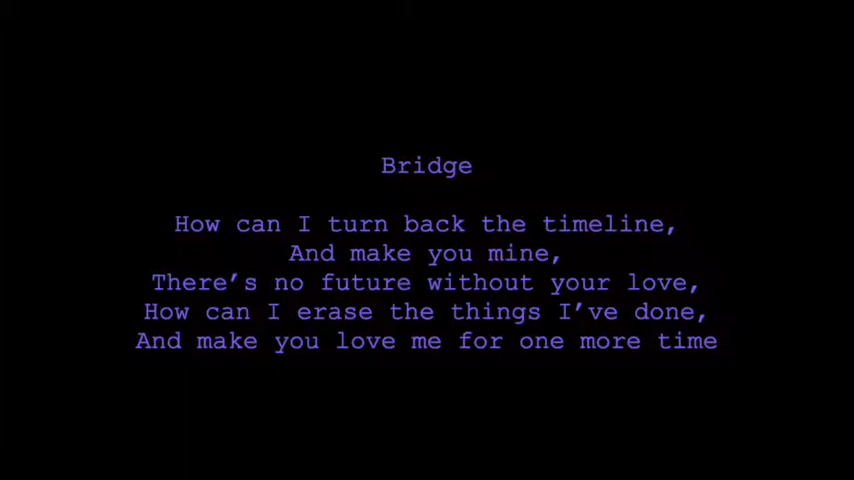 Bridge
How can I turn back the timeline,
And make you mine,
There’s no future without your love,
How can I erase the things I’ve done,
And make you love me for one more time